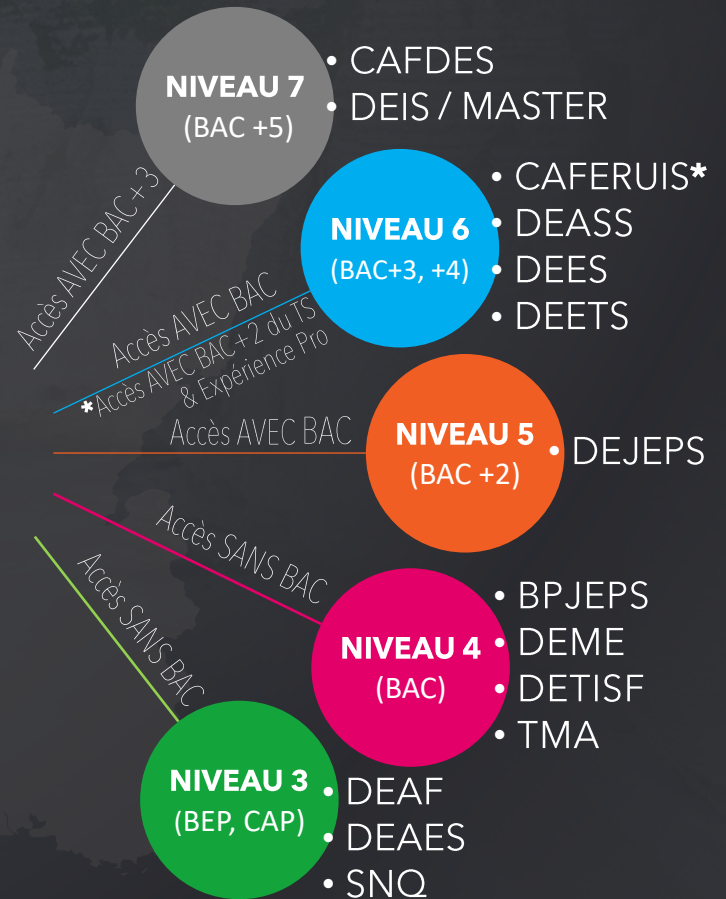 NIVEAU 7
(BAC +5)
• CAFDES
• DEIS / MASTER
Accès AVEC BAC+3
NIVEAU 6
(BAC+3, +4)
• CAFERUIS*
• DEASS
• DEES
• DEETS
Accès AVEC BAC
*Accès AVEC BAC+2 du TS
& Expérience Pro
NIVEAU 5
(BAC +2)
• DEJEPS
Accès AVEC BAC
NIVEAU 4
(BAC)
• BPJEPS
• DEME
• DETISF
• TMA
Accès SANS BAC
NIVEAU 3
(BEP, CAP)
• DEAF
• DEAES
• SNQ
Accès SANS BAC